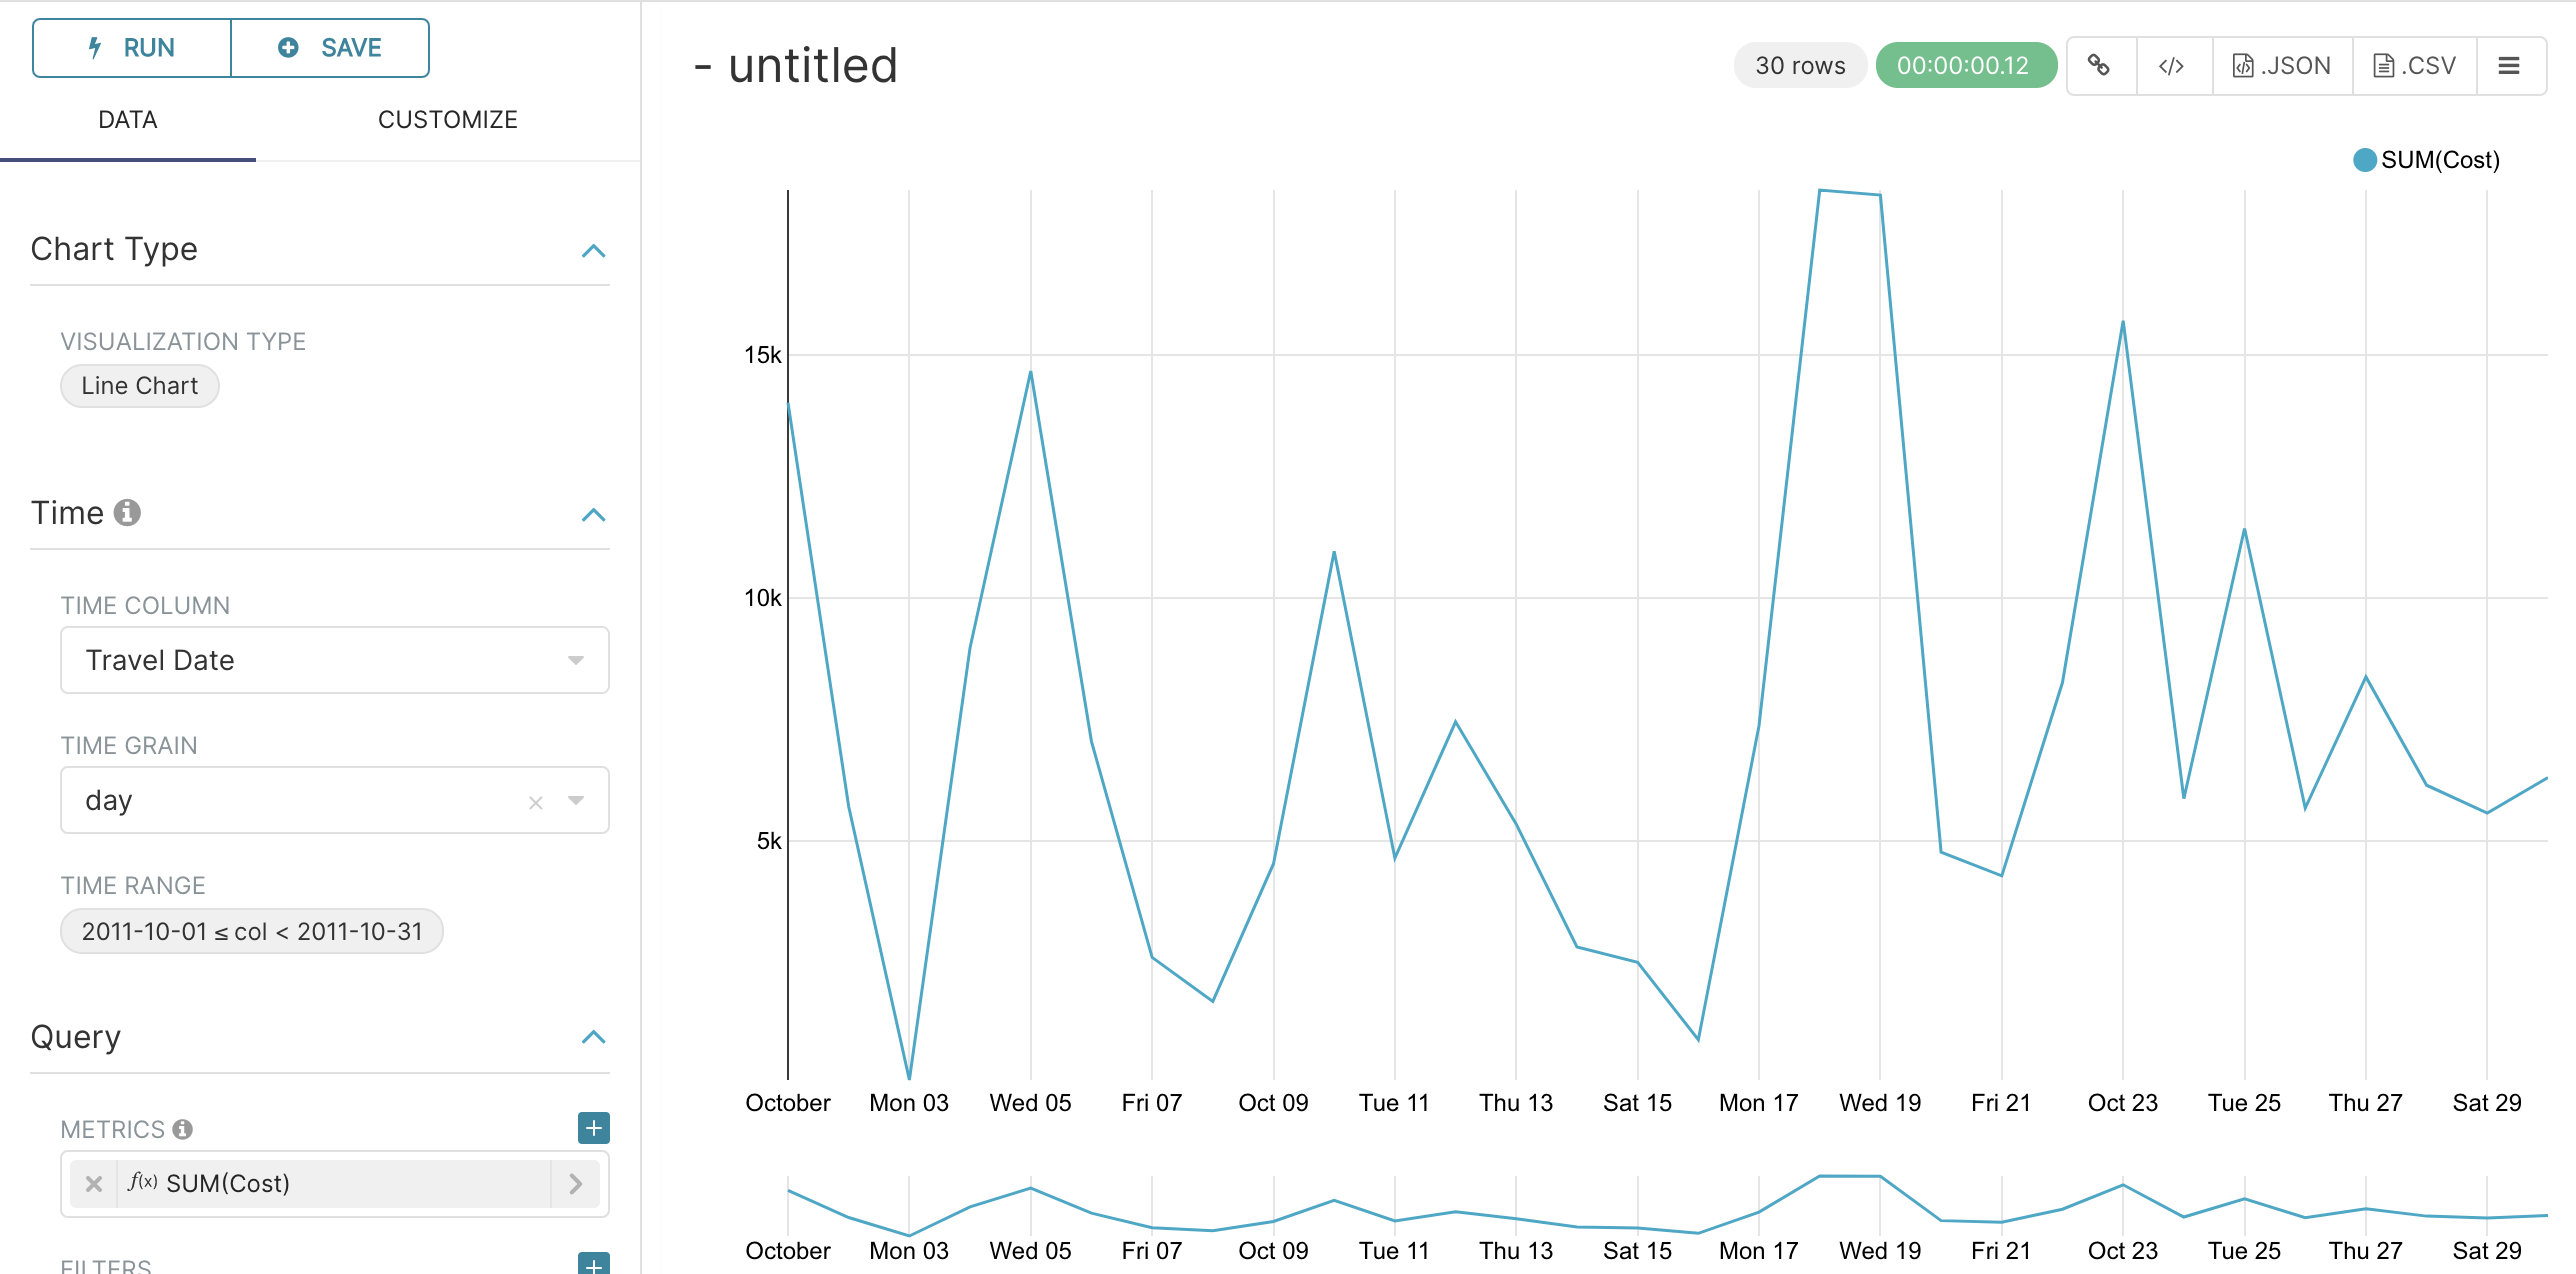 RUN
SAVE
DATA
CUSTOMIZE
Chart Type
VISUALIZATION TYPE
Line Chart
Time
TIME COLUMN
Travel Date
TIME GRAIN
day
TIME RANGE
2011-10-01 ≤ col < 2011-10-31
Query
METRICS
f(x) SUM(Cost)
FILTERS
- untitled
30 rows
00:00:00.12
.JSON
.CSV
SUM(Cost)
15k
10k
5k
October Mon 03 Wed 05 Fri 07 Oct 09 Tue 11 Thu 13 Sat 15 Mon 17 Wed 19 Fri 21 Oct 23 Tue 25 Thu 27 Sat 29
October Mon 03 Wed 05 Fri 07 Oct 09 Tue 11 Thu 13 Sat 15 Mon 17 Wed 19 Fri 21 Oct 23 Tue 25 Thu 27 Sat 29